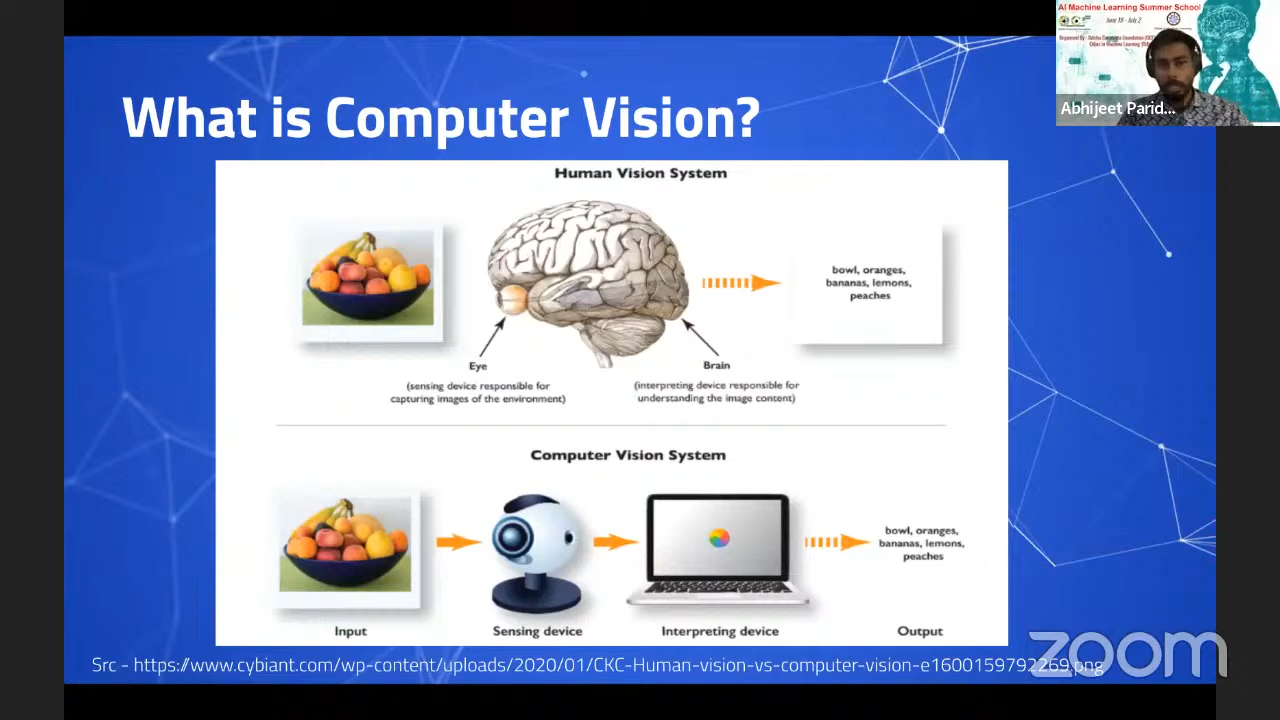 What is Computer Vision?
Human Vision System
bowl, oranges,
bananas, lemons,
peaches
Eye
(sensing device responsible for
capturing images of the environment)
Brain
(interpreting device responsible for
understanding the image content)
Computer Vision System
bowl, oranges,
bananas, lemons,
peaches
Input
Sensing device
Interpreting device
Output
Src - https://www.cybiant.com/wp-content/uploads/2020/01/CKC-Human-vision-vs-computer-vision-e1600159792269.png
zoom
AI Machine Learning Summer School
June 18 - July 2
Abhijeet Parid...